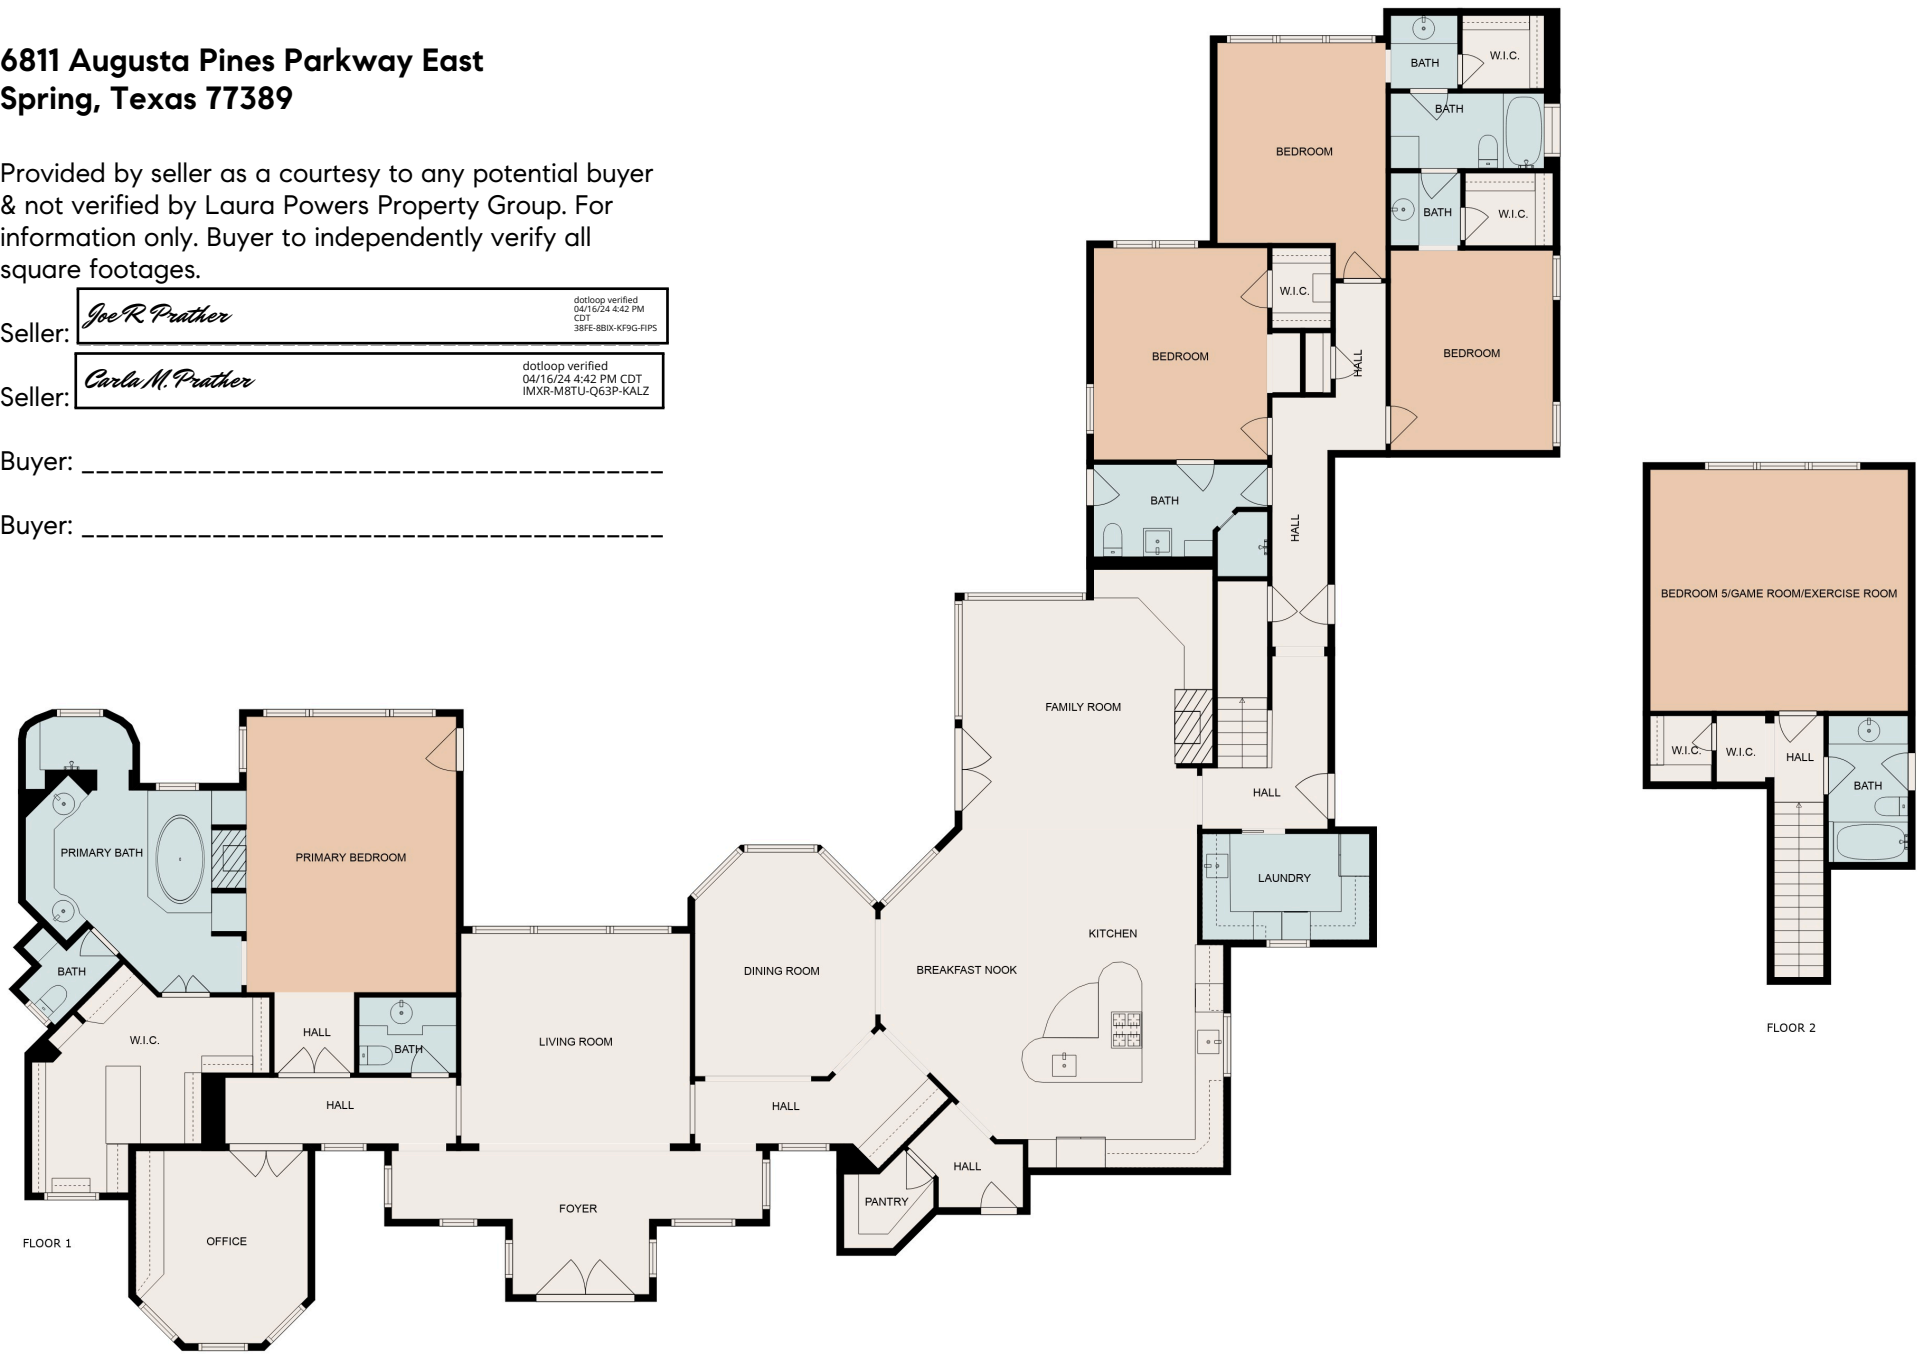 6811 Augusta Pines Parkway East
Spring, Texas 77389
Provided by seller as a courtesy to any potential buyer
& not verified by Laura Powers Property Group. For
information only. Buyer to independently verify all
square footages.
Seller: Joe R Prather
dotloop verified
04/16/24 4:42 PM
CDT
38FE-8BIX-KF9G-FIPS
Seller: Carla M. Prather
dotloop verified
04/16/24 4:42 PM CDT
IMXR-M8TU-Q63P-KALZ
Buyer: ________________________________________
Buyer: ________________________________________
BATH
W.I.C.
BATH
BEDROOM
BATH
W.I.C.
W.I.C.
BEDROOM
HALL
BEDROOM
BATH
HALL
FAMILY ROOM
HALL
LAUNDRY
KITCHEN
BREAKFAST NOOK
DINING ROOM
PRIMARY BATH
PRIMARY BEDROOM
BATH
W.I.C.
HALL
BATH
LIVING ROOM
HALL
HALL
HALL
PANTRY
FOYER
OFFICE
FLOOR 1
BEDROOM 5/GAME ROOM/EXERCISE ROOM
W.I.C.
W.I.C.
HALL
BATH
FLOOR 2